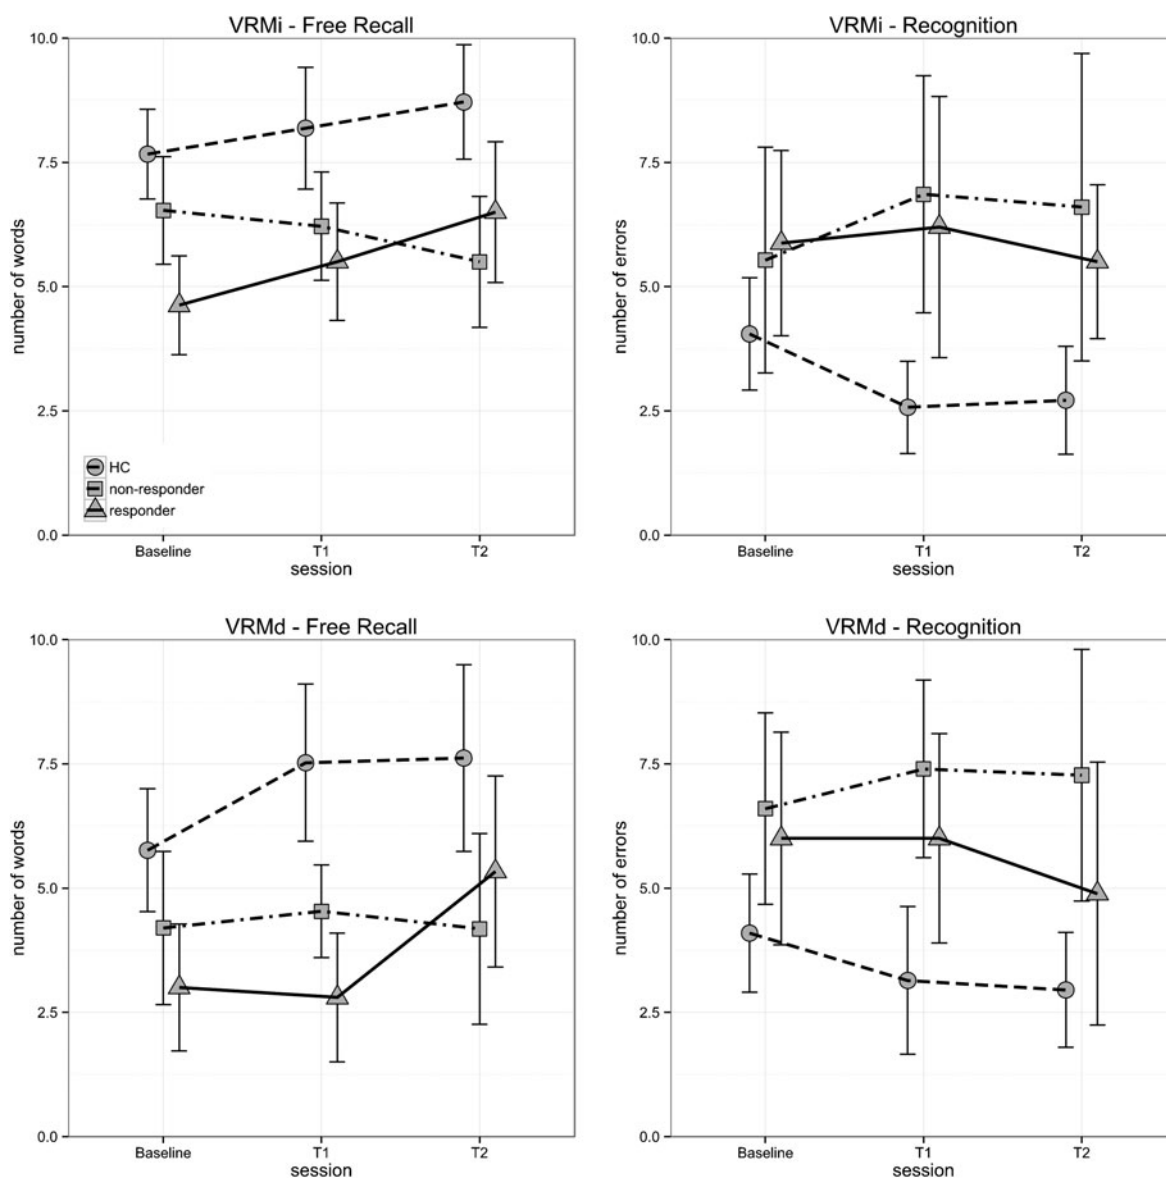 VRMi - Free Recall
10.0
7.5
5.0
2.5
0.0
number of words
HC
non-responder
responder
Baseline T1 T2
session
VRMi - Recognition
10.0
7.5
5.0
2.5
0.0
number of errors
Baseline T1 T2
session
VRMd - Free Recall
10.0
7.5
5.0
2.5
0.0
number of words
Baseline T1 T2
session
VRMd - Recognition
10.0
7.5
5.0
2.5
0.0
number of errors
Baseline T1 T2
session